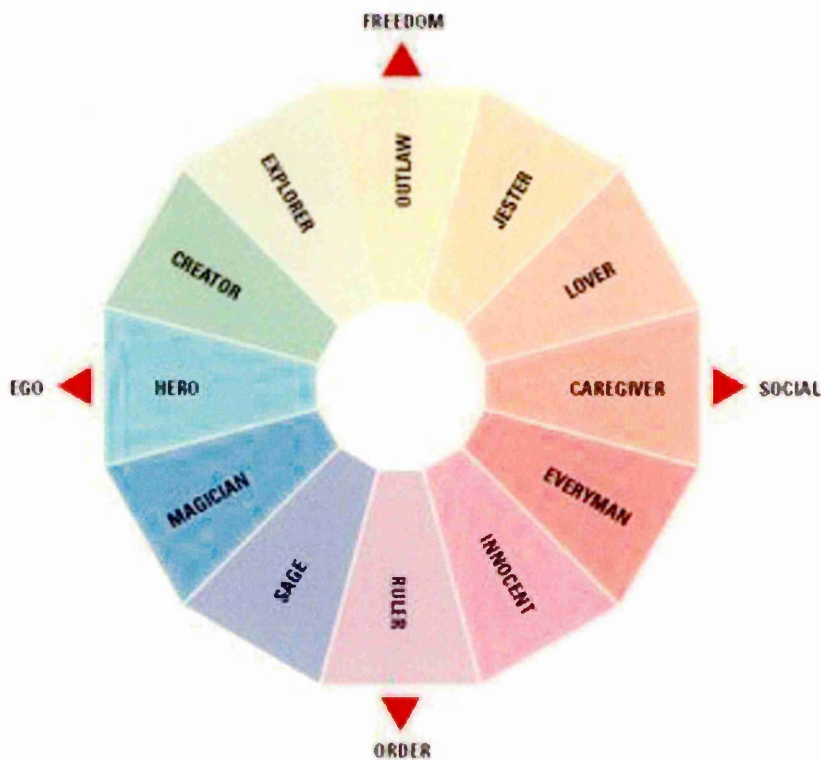 FREEDOM
OUTLAW
EXPLORER
JESTER
CREATOR
LOVER
EGO
HERO
CAREGIVER
SOCIAL
MAGICIAN
EVERYMAN
SAGE
INNOCENT
RULER
ORDER